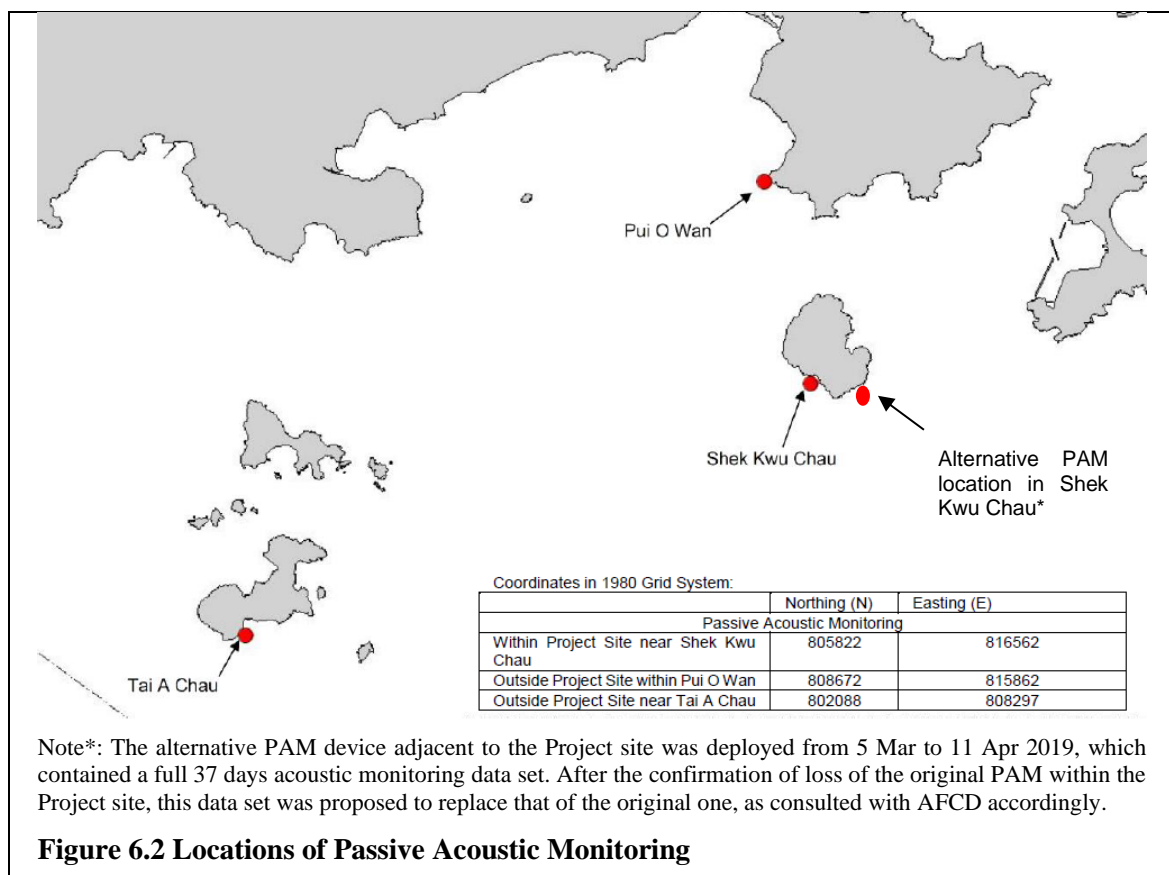 Pui O Wan
Shek Kwu Chau
Alternative PAM
location in Shek
Kwu Chau*
Tai A Chau
Coordinates in 1980 Grid System:
Northing (N) Easting (E)
Passive Acoustic Monitoring
Within Project Site near Shek Kwu 805822 816562
Chau
Outside Project Site within Pui O Wan 808672 815862
Outside Project Site near Tai A Chau 802088 808297
Note*: The alternative PAM device adjacent to the Project site was deployed from 5 Mar to 11 Apr 2019, which
contained a full 37 days acoustic monitoring data set. After the confirmation of loss of the original PAM within the
Project site, this data set was proposed to replace that of the original one, as consulted with AFCD accordingly.
Figure 6.2 Locations of Passive Acoustic Monitoring